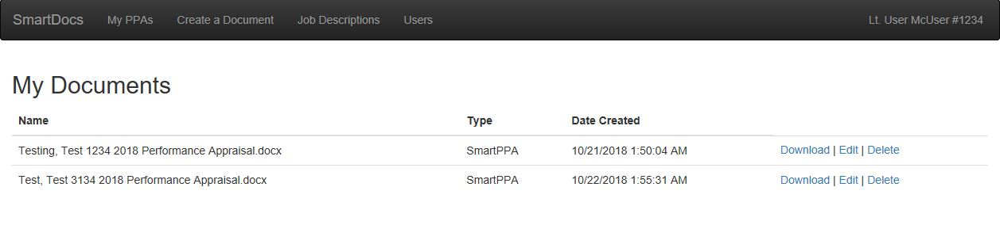 SmartDocs My PPAs Create a Document Job Descriptions Users Lt. User McUser #1234
My Documents
Name Type Date Created
Testing, Test 1234 2018 Performance Appraisal.docx SmartPPA 10/21/2018 1:50:04 AM Download | Edit | Delete
Test, Test 3134 2018 Performance Appraisal.docx SmartPPA 10/22/2018 1:55:31 AM Download | Edit | Delete